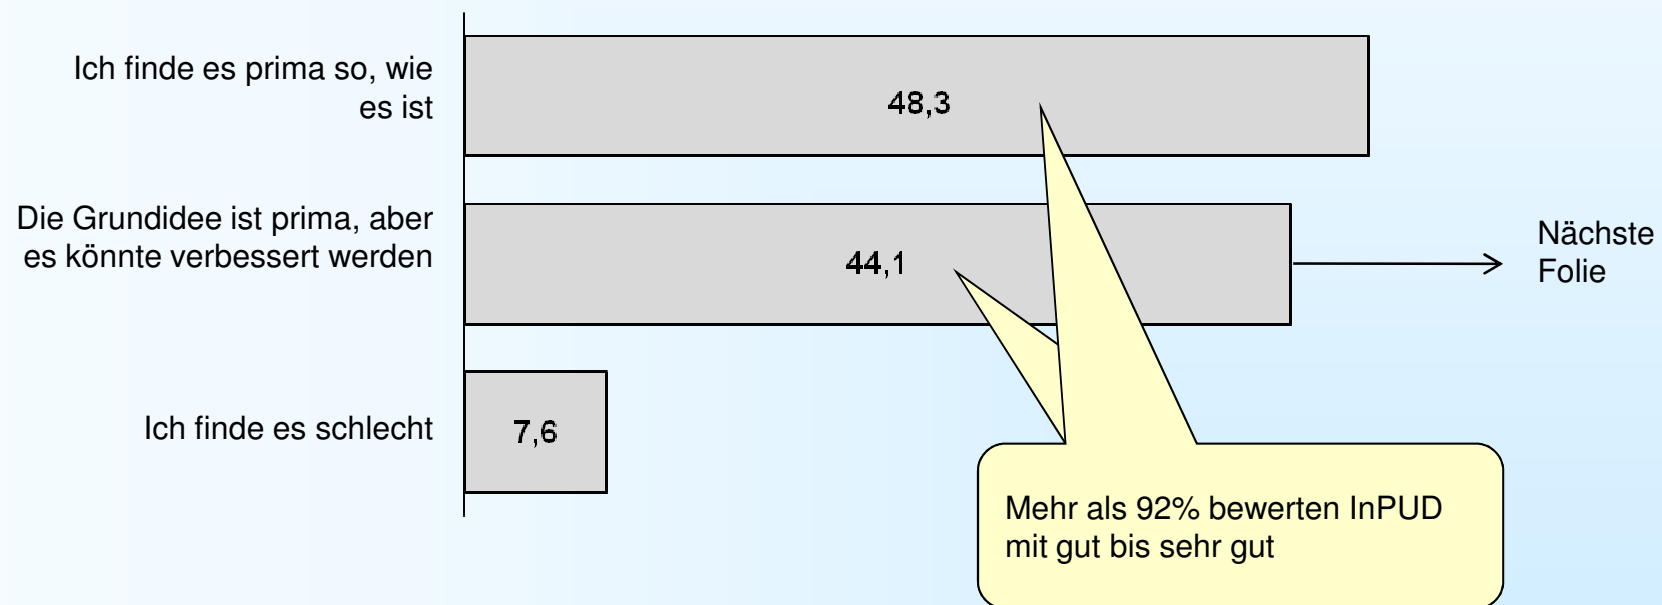 Ich finde es prima so, wie
es ist
48,3
Die Grundidee ist prima, aber
es könnte verbessert werden
44,1
Nächste
Folie
Ich finde es schlecht
7,6
Mehr als 92% bewerten InPUD
mit gut bis sehr gut